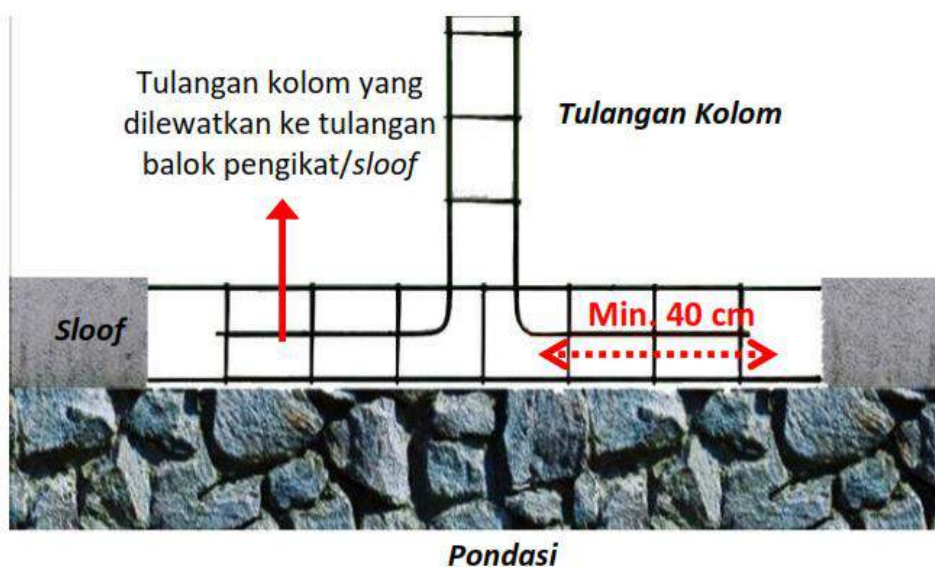 Tulangan kolom yang
dilewatkan ke tulangan
balok pengikat/sloof
Tulangan Kolom
Sloof
Min. 40 cm
Pondasi